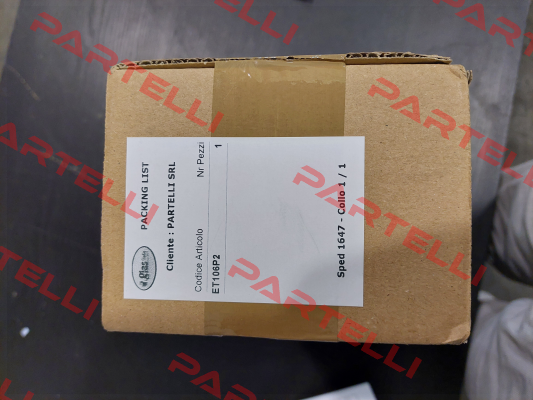 PACKING LIST
Cliente : PARTELLI SRL
Codice Articolo Nr Pezzi
ET106P2 1
Sped 1647 - Collo 1 / 1
PARTELLI
PARTELLI
PARTELLI
PARTELLI
PARTELLI
PARTELLI